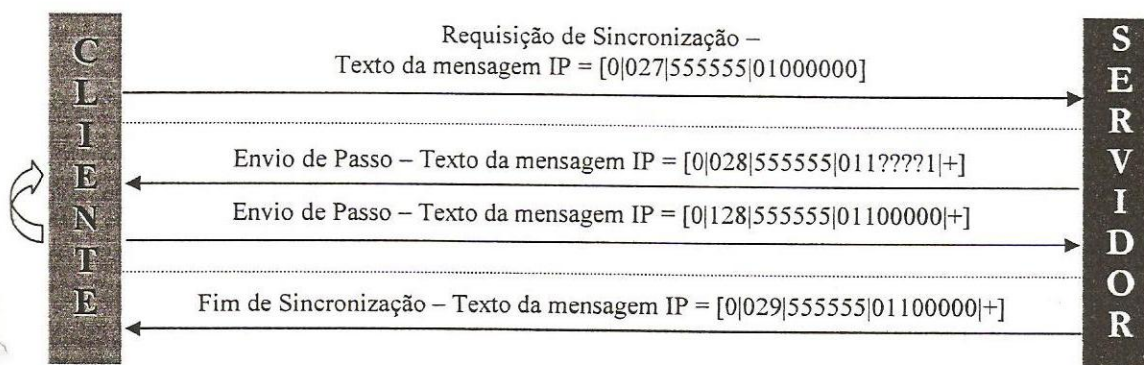 CLIENTE
Requisição de Sincronização –
Texto da mensagem IP = [0|027|555555|01000000]
Envio de Passo – Texto da mensagem IP = [0|028|555555|011????1|+]
Envio de Passo – Texto da mensagem IP = [0|128|555555|01100000|+]
Fim de Sincronização – Texto da mensagem IP = [0|029|555555|01100000|+]
SERVIDOR